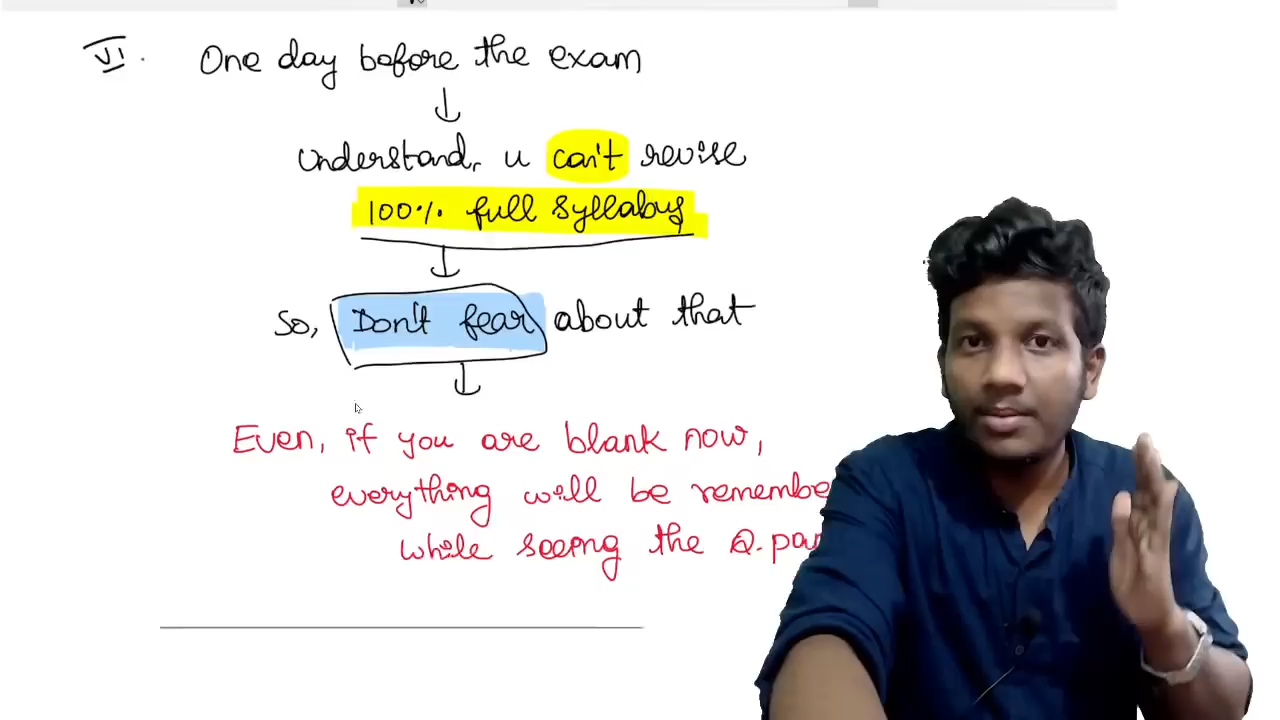 VI. One day before the exam
understand, u can't revise
100% full syllabus
So, Don't fear about that
Even, if you are blank now,
everything will be remembe
while seeing the Q.pa